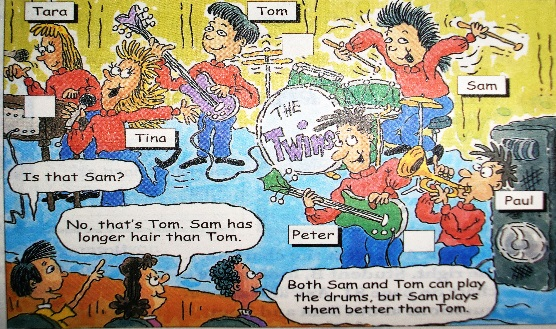 Tara
Tom
Sam
Tina
THE
Twins
Is that Sam?
No, that's Tom. Sam has
longer hair than Tom.
Peter
Paul
Both Sam and Tom can play
the drums, but Sam plays
them better than Tom.